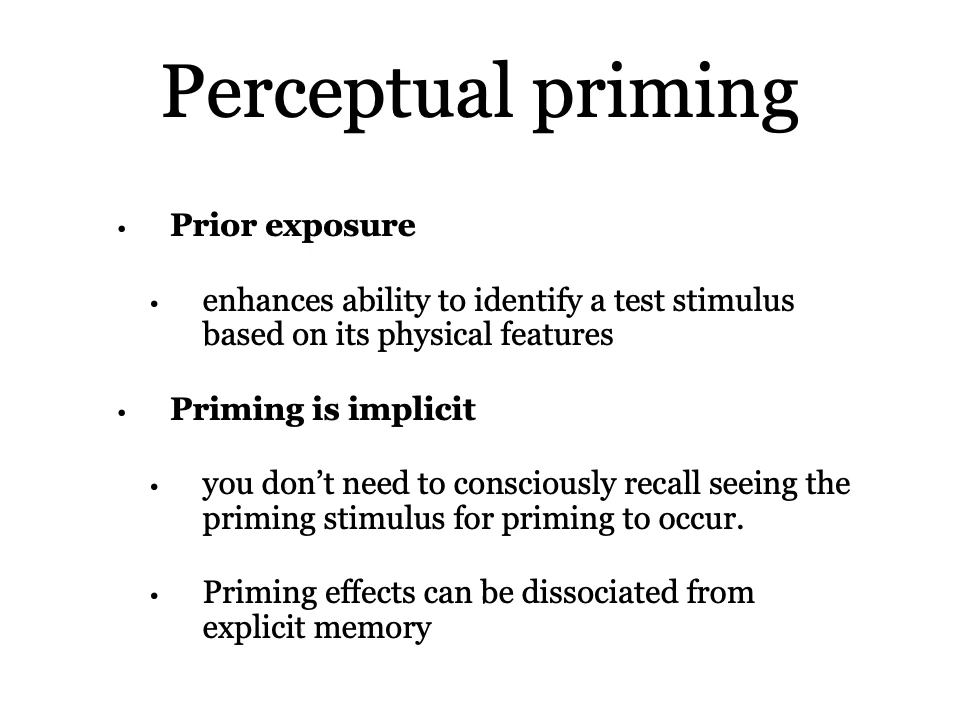 Perceptual priming
• Prior exposure
• enhances ability to identify a test stimulus
based on its physical features
• Priming is implicit
• you don’t need to consciously recall seeing the
priming stimulus for priming to occur.
• Priming effects can be dissociated from
explicit memory